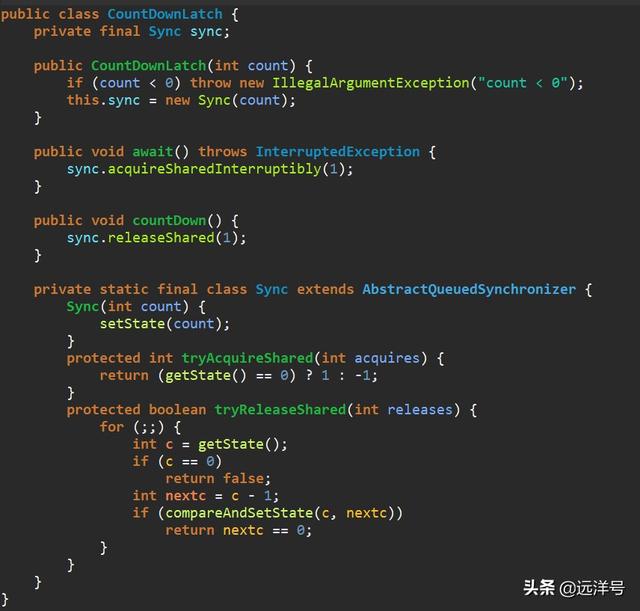 public class CountDownLatch {
    private final Sync sync;

    public CountDownLatch(int count) {
        if (count < 0) throw new IllegalArgumentException("count < 0");
        this.sync = new Sync(count);
    }

    public void await() throws InterruptedException {
        sync.acquireSharedInterruptibly(1);
    }

    public void countDown() {
        sync.releaseShared(1);
    }

    private static final class Sync extends AbstractQueuedSynchronizer {
        Sync(int count) {
            setState(count);
        }
        protected int tryAcquireShared(int acquires) {
            return (getState() == 0) ? 1 : -1;
        }
        protected boolean tryReleaseShared(int releases) {
            for (;;) {
                int c = getState();
                if (c == 0)
                    return false;
                int nextc = c - 1;
                if (compareAndSetState(c, nextc))
                    return nextc == 0;
            }
        }
    }
}
头条 @远洋号